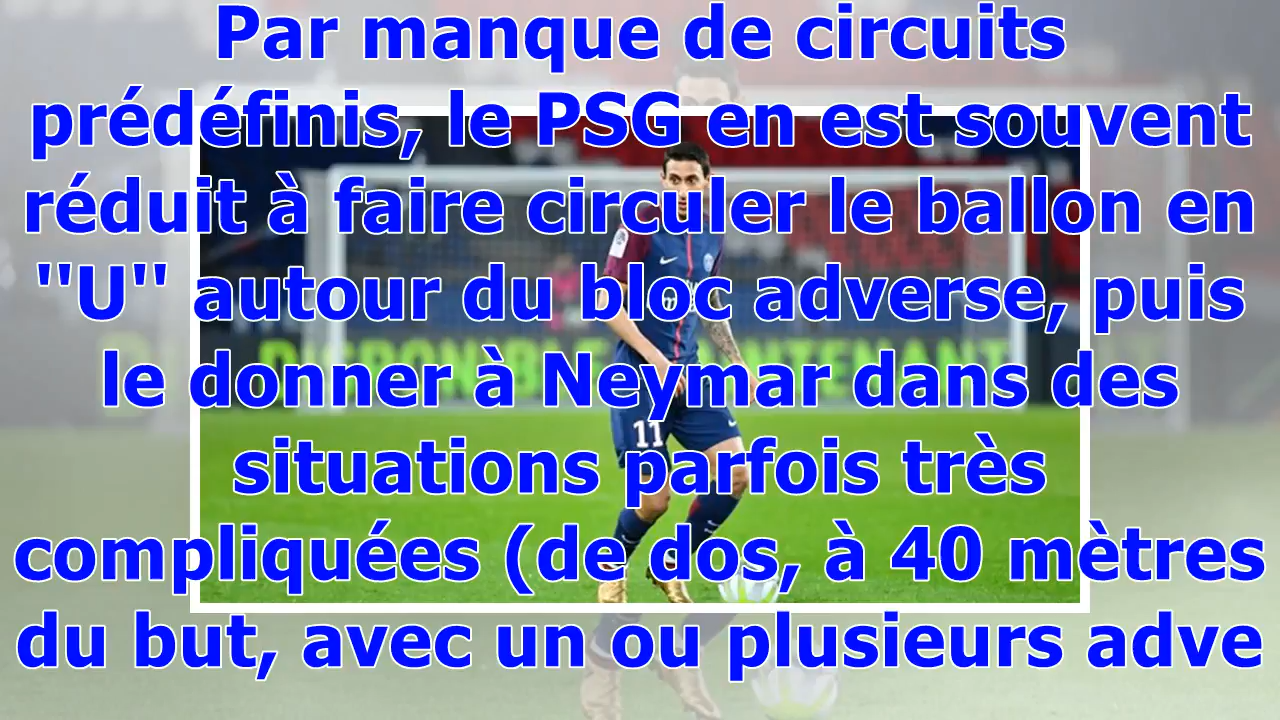 Par manque de circuits
prédéfinis, le PSG en est souvent
réduit à faire circuler le ballon en
"U" autour du bloc adverse, puis
le donner à Neymar dans des
situations parfois très
compliquées (de dos, à 40 mètres
du but, avec un ou plusieurs adve
11